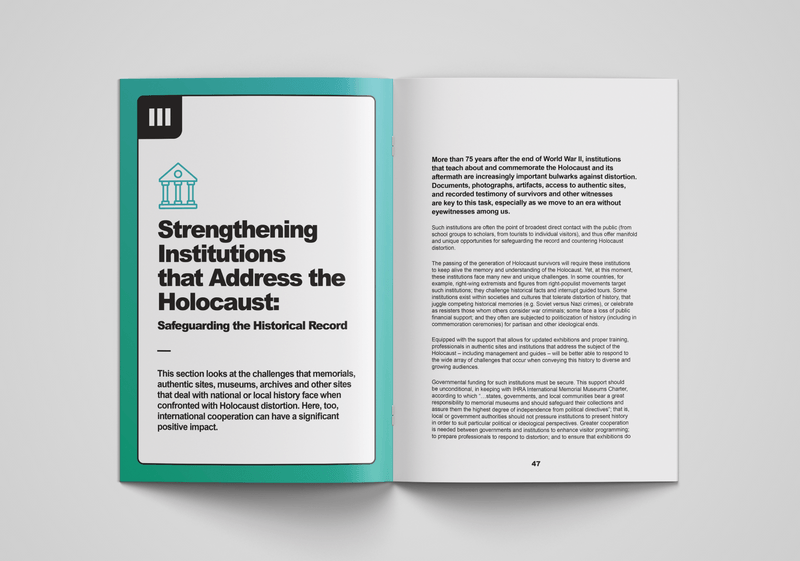 III
Strengthening
Institutions
that Address the
Holocaust:
Safeguarding the Historical Record
This section looks at the challenges that memorials,
authentic sites, museums, archives and other sites
that deal with national or local history face when
confronted with Holocaust distortion. Here, too,
international cooperation can have a significant
positive impact.
More than 75 years after the end of World War II, institutions
that teach about and commemorate the Holocaust and its
aftermath are increasingly important bulwarks against distortion.
Documents, photographs, artifacts, access to authentic sites,
and recorded testimony of survivors and other witnesses
are key to this task, especially as we move to an era without
eyewitnesses among us.
Such institutions are often the point of broadest direct contact with the public (from
school groups to scholars, from tourists to individual visitors), and thus offer manifold
and unique opportunities for safeguarding the record and countering Holocaust
distortion.
The passing of the generation of Holocaust survivors will require these institutions
to keep alive the memory and understanding of the Holocaust. Yet, at this moment,
these institutions face many new and unique challenges. In some countries, for
example, right-wing extremists and figures from right-populist movements target
such institutions; they challenge historical facts and interrupt guided tours. Some
institutions exist within societies and cultures that tolerate distortion of history, that
juggle competing historical memories (e.g. Soviet versus Nazi crimes), or celebrate
as resisters those whom others consider war criminals; some face a loss of public
financial support; and they often are subjected to politicization of history (including in
commemoration ceremonies) for partisan and other ideological ends.
Equipped with the support that allows for updated exhibitions and proper training,
professionals in authentic sites and institutions that address the subject of the
Holocaust – including management and guides – will be better able to respond to
the wide array of challenges that occur when conveying this history to diverse and
growing audiences.
Governmental funding for such institutions must be secure. This support should
be unconditional, in keeping with IHRA International Memorial Museums Charter,
according to which “…states, governments, and local communities bear a great
responsibility to memorial museums and should safeguard their collections and
assure them the highest degree of independence from political directives”; that is,
local or government authorities should not pressure institutions to present history
in order to suit particular political or ideological perspectives. Greater cooperation
is needed between governments and institutions to enhance visitor programming;
to prepare professionals to respond to distortion; and to ensure that exhibitions do
47